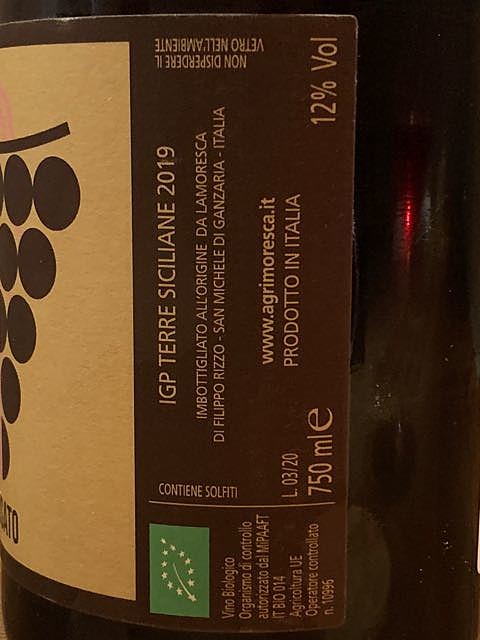 NON DISPERDERE IL
VETRO NELL'AMBIENTE
12% Vol
IGP TERRE SICILIANE 2019
IMBOTTIGLIATO ALL'ORIGINE DA LAMORESCA
DI FILIPPO RIZZO - SAN MICHELE DI GANZARIA - ITALIA
www.agrimoresca.it
PRODOTTO IN ITALIA
CONTIENE SOLFITI
L. 03/20
750 ml e
Vino Biologico
Organismo di controllo
autorizzato dal MiPAAFT
IT BIO 014
Agricoltura UE
Operatore controllato
n. 10996